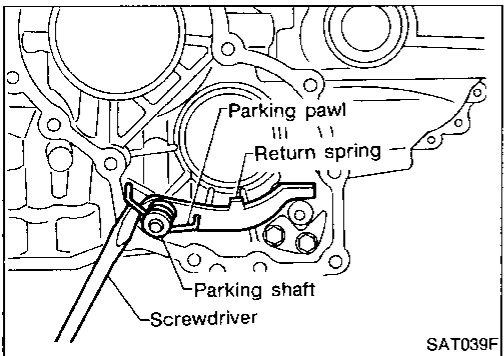 Parking pawl
Return spring
Parking shaft
Screwdriver
SAT039F